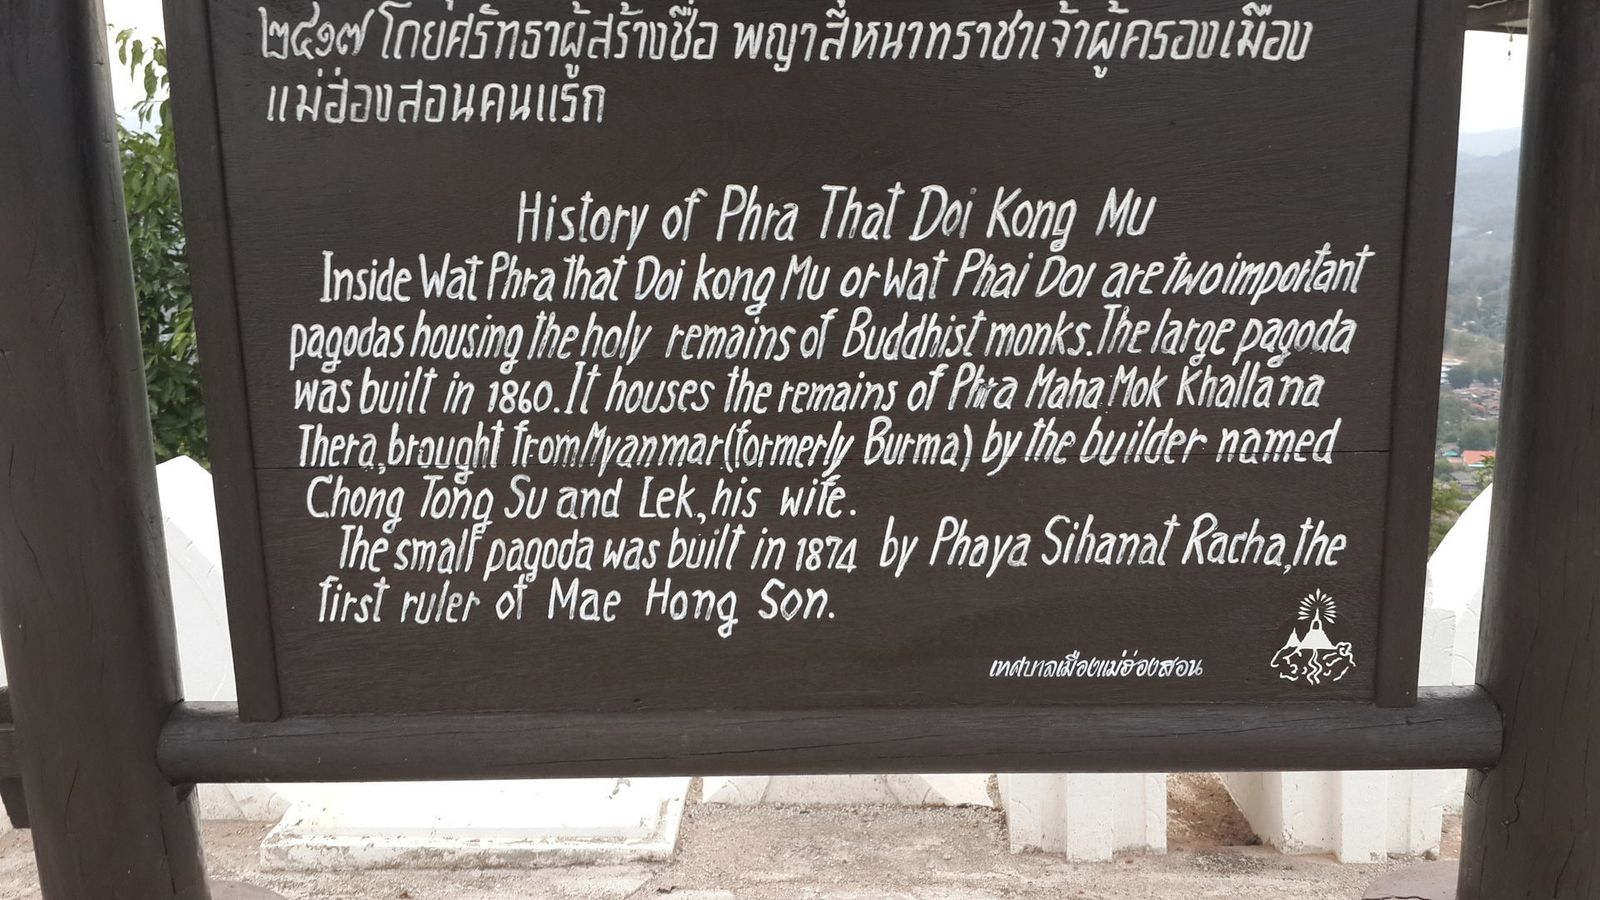 ๒๔๑๗ โดยศรัทธาผู้สร้างชื่อ พญาสิ่หนาทราชาเจ้าผู้ครองเมือง
แม่ฮ่องสอนคนแรก
History of Phra That Doi Kong Mu
Inside Wat Phra That Doi kong Mu or Wat Phai Doi are two important
pagodas housing the holy remains of Buddhist monks. The large pagoda
was built in 1860. It houses the remains of Phra Maha Mok Khallana
Thera, brought from Myanmar (formerly Burma) by the builder named
Chong Tong Su and Lek, his wife.
The small pagoda was built in 1874 by Phaya Sihanat Racha, the
first ruler of Mae Hong Son.
เทศบาลเมืองแม่ฮ่องสอน